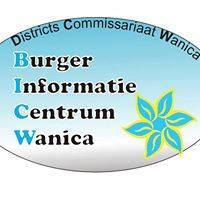 Districts Commissariaat Wanica
Burger
Informatie
Centrum
Wanica